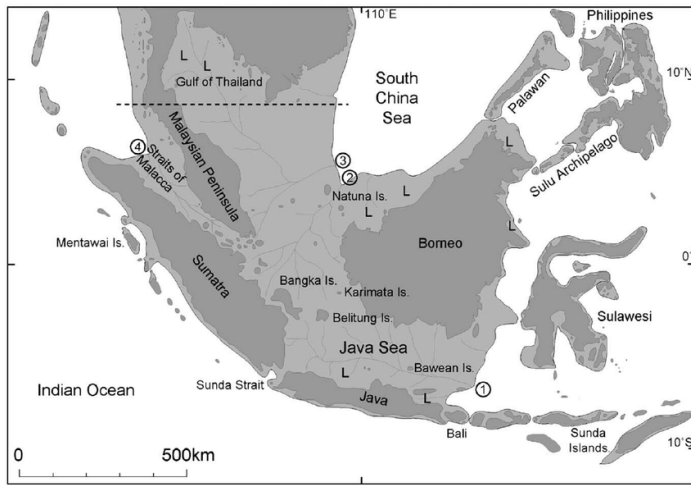 110°E
Philippines
L
L
Gulf of Thailand
South
China
Sea
10°N
Palawan
Malaysian Peninsula
4
Straits of
Malacca
3
2
L
Sulu Archipelago
Natuna Is.
L
L
L
Mentawai Is.
Sumatra
Borneo
0°
Bangka Is.
Karimata Is.
Belitung Is.
Sulawesi
Java Sea
Bawean Is.
Sunda Strait
L
L
1
Indian Ocean
Java
Bali
Sunda
Islands
10°S
0
500km